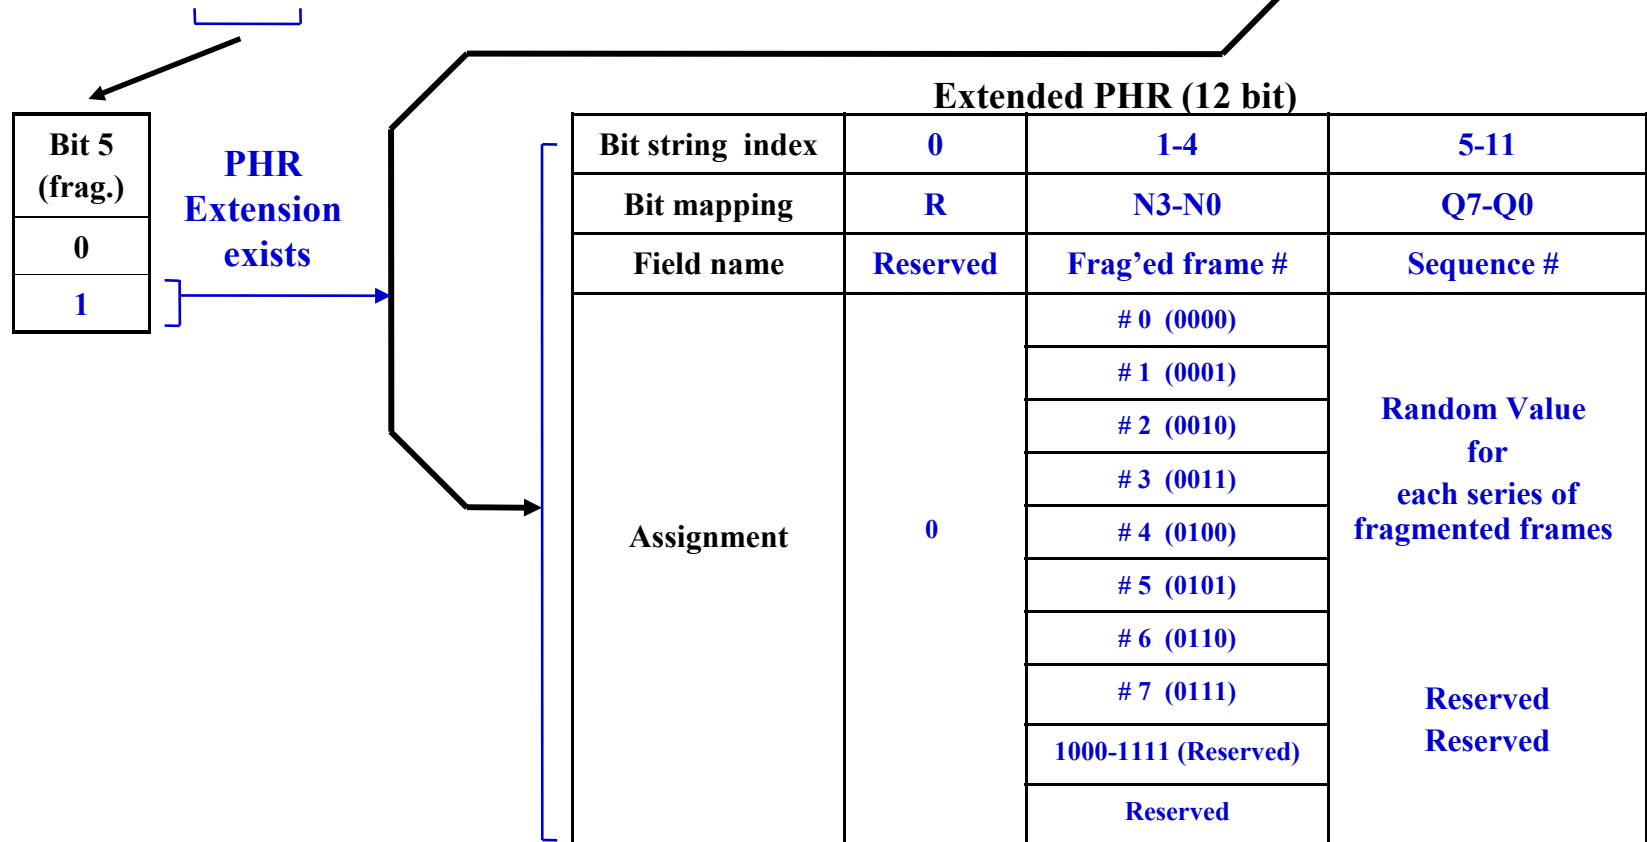 Extended PHR (12 bit)
Bit 5
(frag.)
0
1
PHR
Extension
exists
Bit string index 0 1-4 5-11
Bit mapping R N3-N0 Q7-Q0
Field name Reserved Frag’ed frame # Sequence #
Assignment
0
# 0 (0000)
# 1 (0001)
# 2 (0010)
# 3 (0011)
# 4 (0100)
# 5 (0101)
# 6 (0110)
# 7 (0111)
1000-1111 (Reserved)
Reserved
Random Value
for
each series of
fragmented frames
Reserved
Reserved